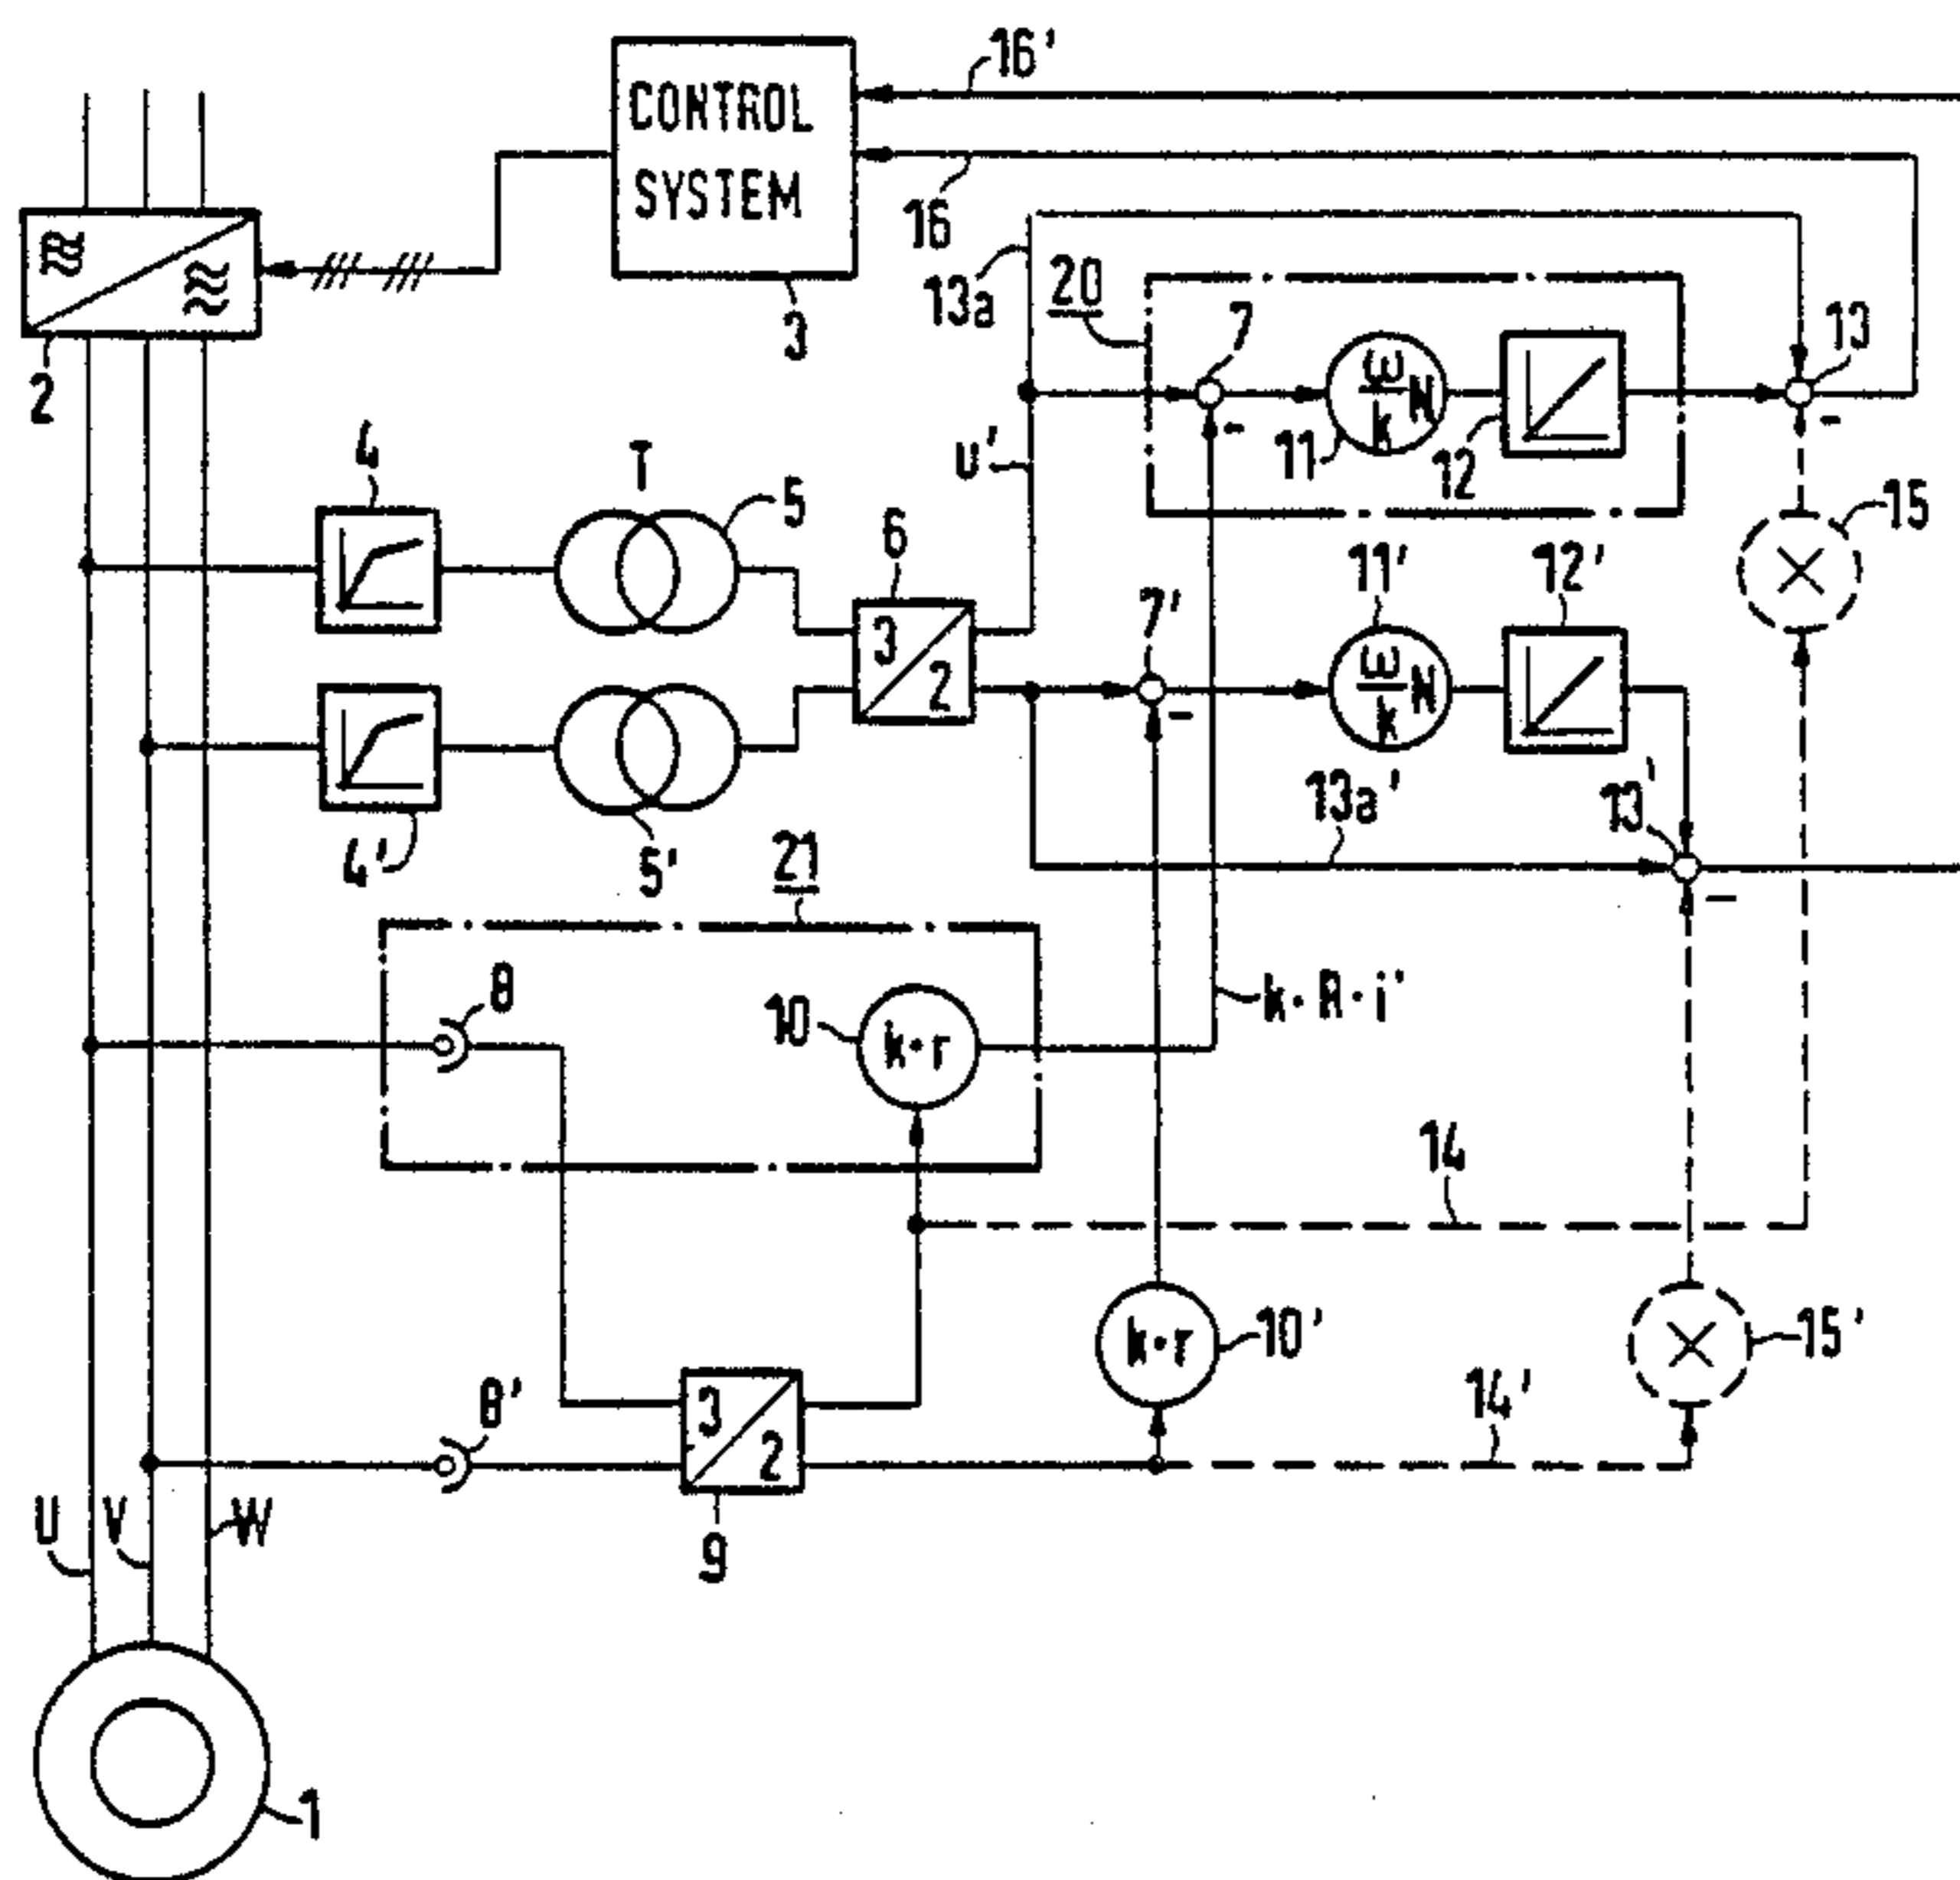 16'
CONTROL
SYSTEM
16
13a
20
3
7
13
2
ω/k N
11
12
4
T
5
6
u'
15
3
2
7'
11'
12'
ω/k N
13a'
13'
4'
5'
21
8
10
k·r
k·R·i'
14
8'
3
2
9
k·r
10'
14'
15'
U
V
W
1